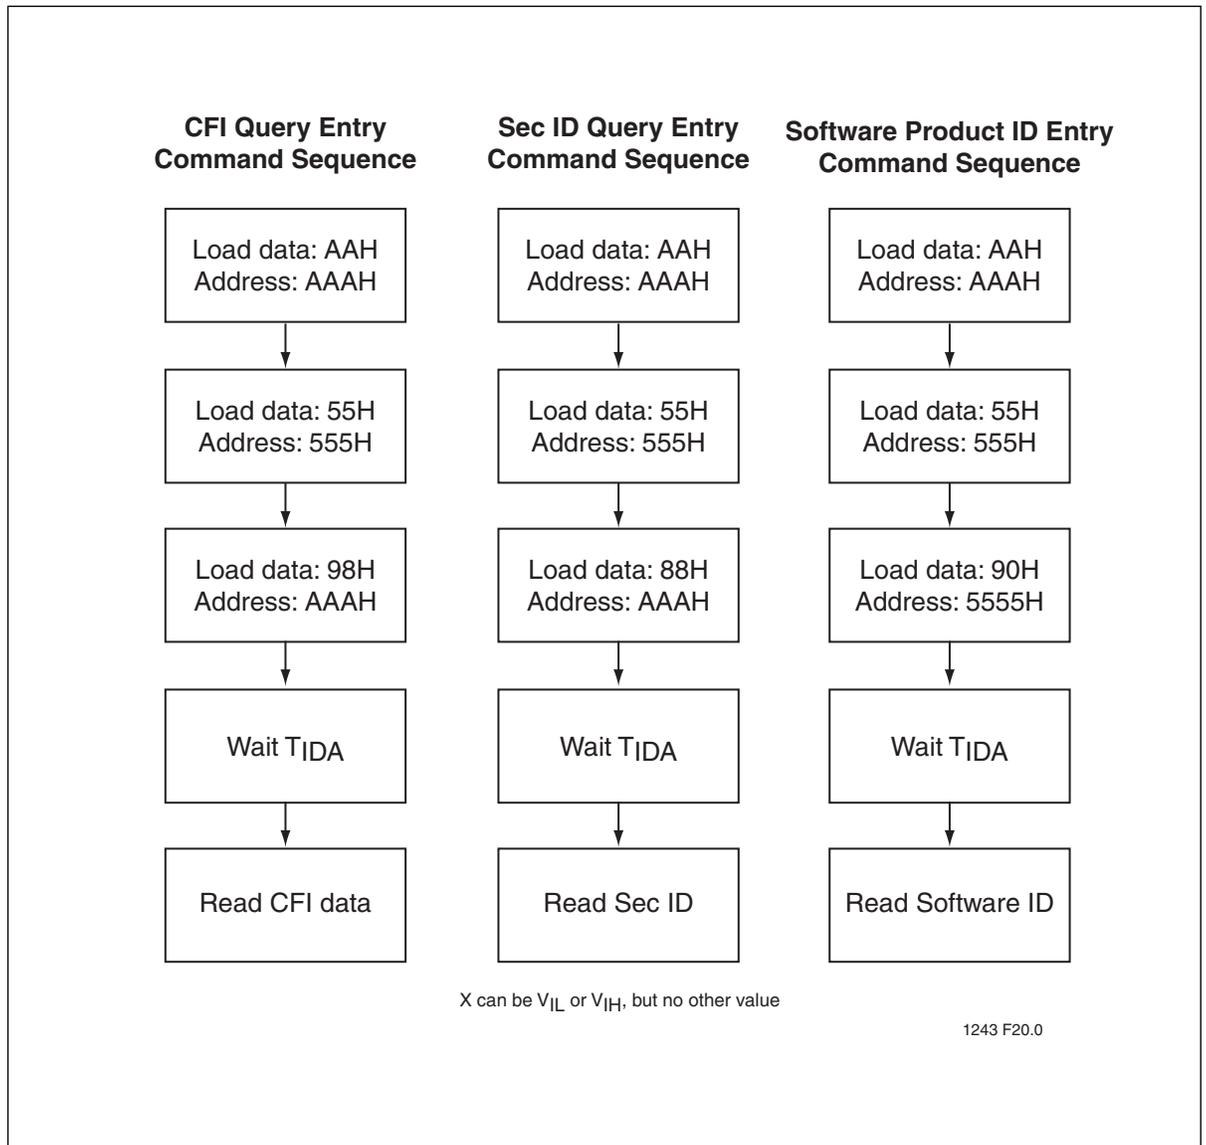 CFI Query Entry
Command Sequence
Load data: AAH
Address: AAAH
Load data: 55H
Address: 555H
Load data: 98H
Address: AAAH
Wait TIDA
Read CFI data
Sec ID Query Entry
Command Sequence
Load data: AAH
Address: AAAH
Load data: 55H
Address: 555H
Load data: 88H
Address: AAAH
Wait TIDA
Read Sec ID
Software Product ID Entry
Command Sequence
Load data: AAH
Address: AAAH
Load data: 55H
Address: 555H
Load data: 90H
Address: 5555H
Wait TIDA
Read Software ID
X can be VIL or VIH, but no other value
1243 F20.0